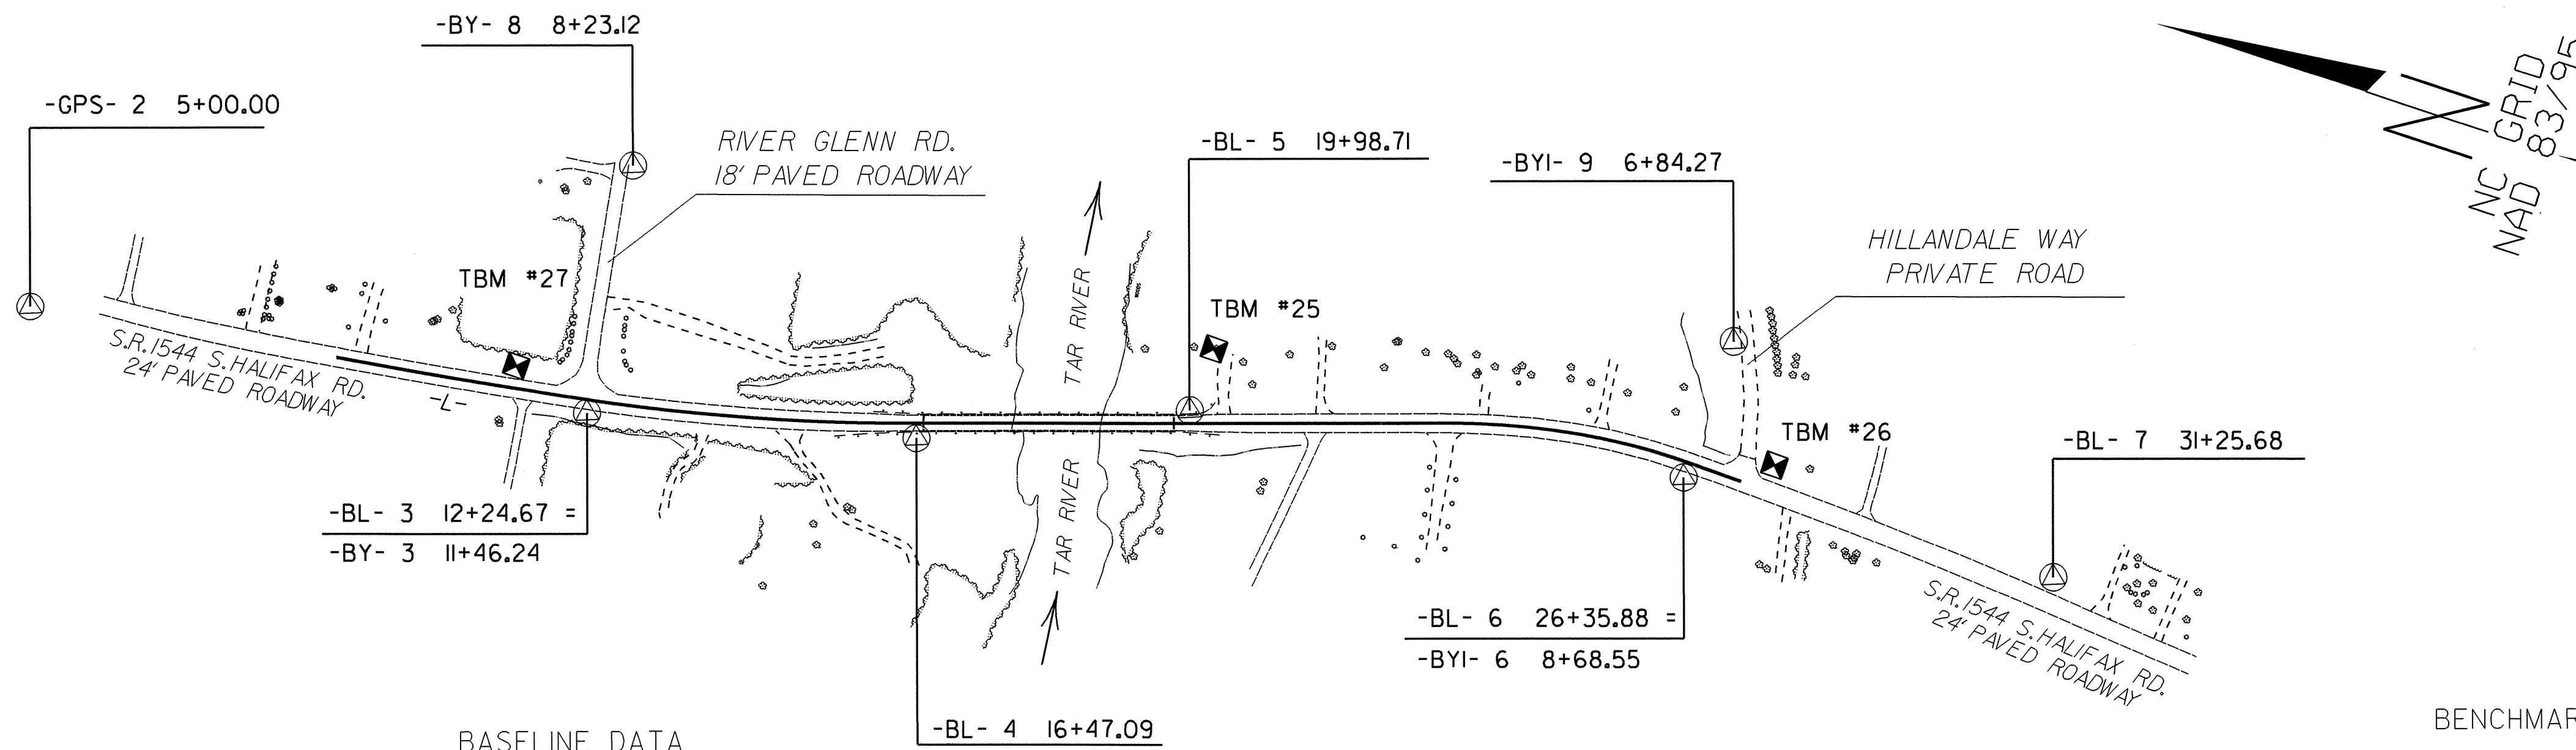 -BY- 8 8+23.12
-GPS- 2 5+00.00
RIVER GLENN RD.
18' PAVED ROADWAY
-BL- 5 19+98.71
-BY1- 9 6+84.27
NC GRID
NAD 83/95
HILLANDALE WAY
PRIVATE ROAD
TBM #27
TBM #25
TAR RIVER
S.R. 1544 S. HALIFAX RD.
24' PAVED ROADWAY
-L-
TBM #26
-BL- 7 31+25.68
-BL- 3 12+24.67 =
-BY- 3 11+46.24
TAR RIVER
-BL- 6 26+35.88 =
-BY1- 6 8+68.55
S.R. 1544 S. HALIFAX RD.
24' PAVED ROADWAY
-BL- 4 16+47.09
BASELINE DATA
BENCHMAR